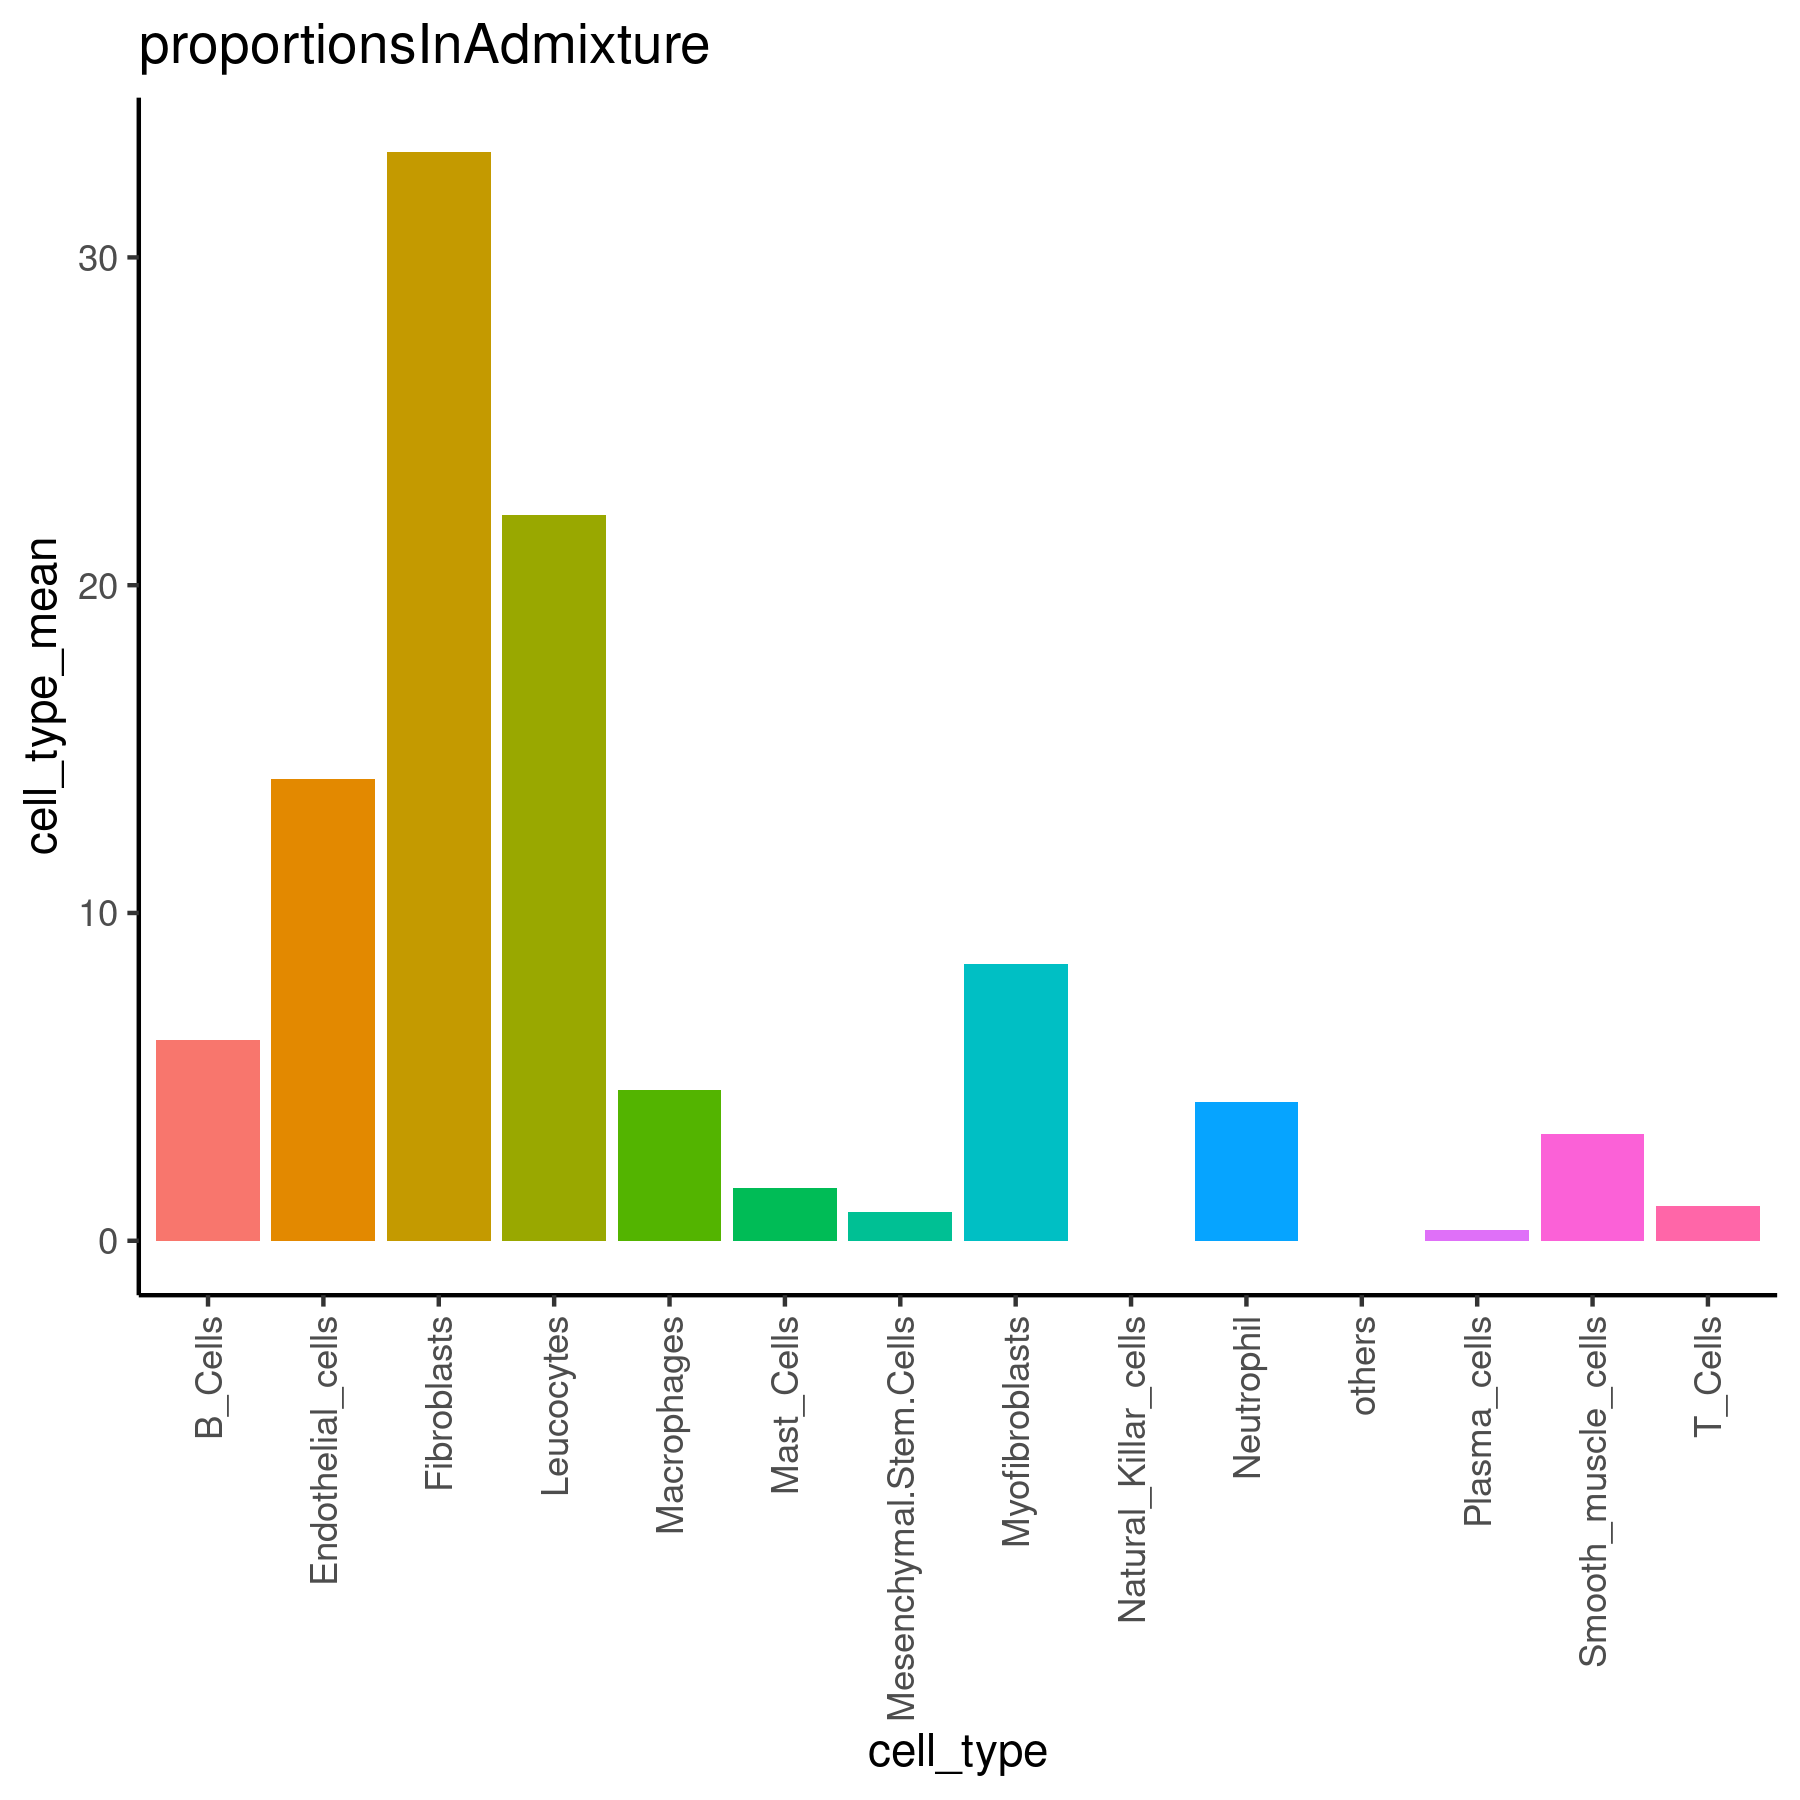 proportionsInAdmixture
cell_type_mean
30
20
10
0
B_Cells
Endothelial_cells
Fibroblasts
Leucocytes
Macrophages
Mast_Cells
Mesenchymal.Stem.Cells
Myofibroblasts
Natural_Killar_cells
Neutrophil
others
Plasma_cells
Smooth_muscle_cells
T_Cells
cell_type